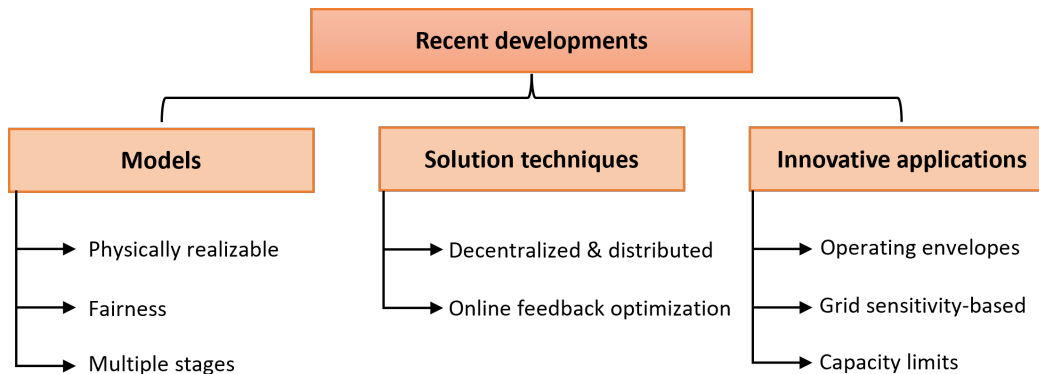 Recent developments
Models
Physically realizable
Fairness
Multiple stages
Solution techniques
Decentralized & distributed
Online feedback optimization
Innovative applications
Operating envelopes
Grid sensitivity-based
Capacity limits